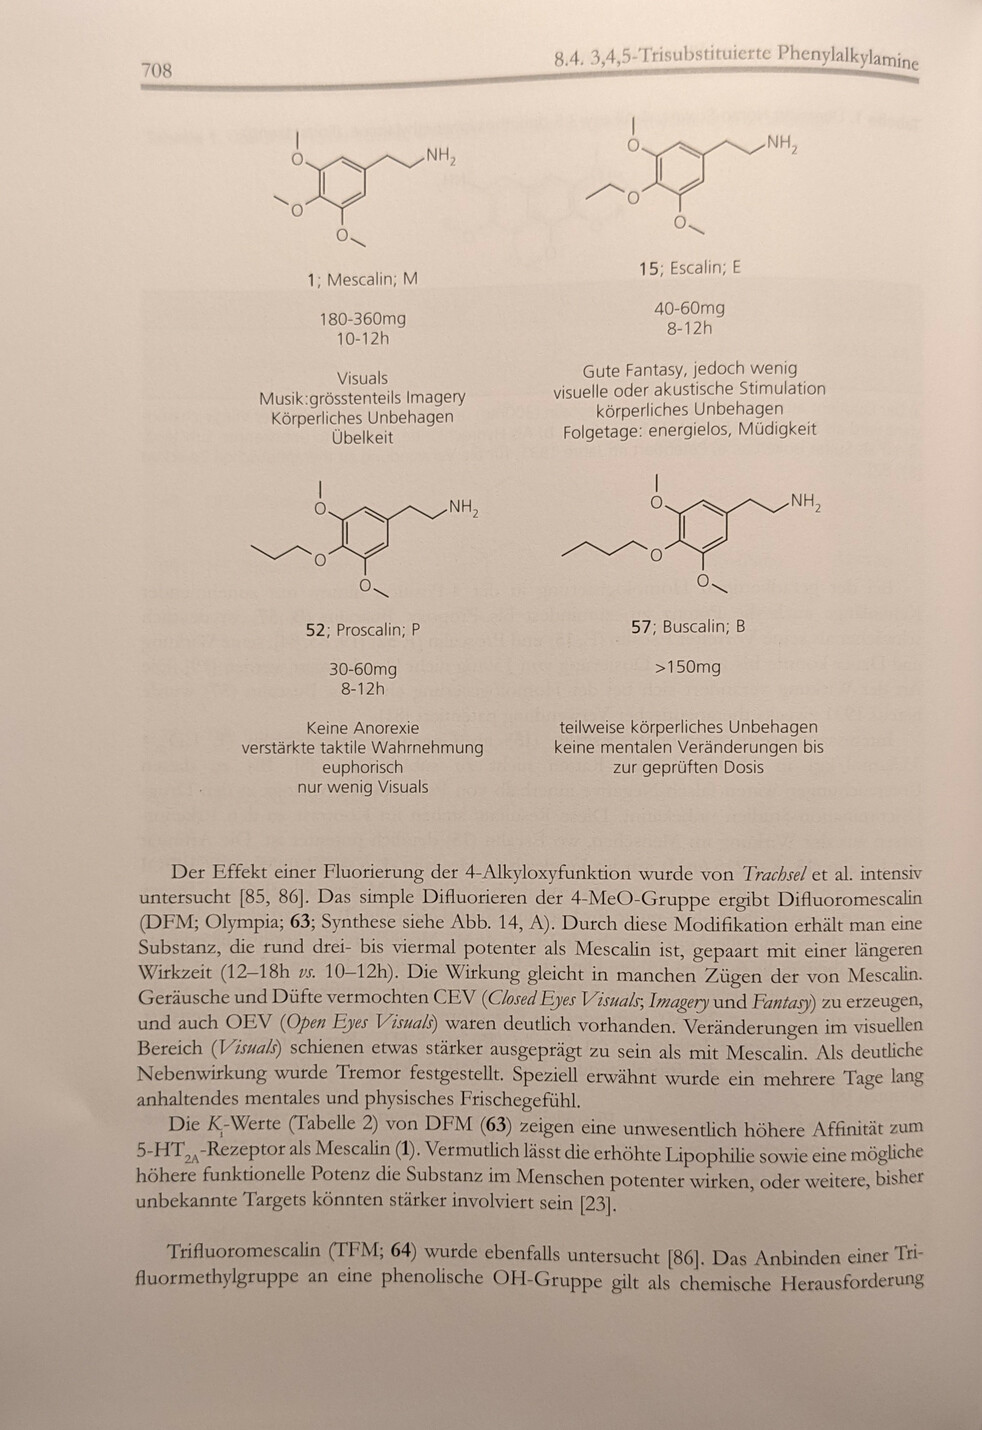 708
8.4. 3,4,5-Trisubstituierte Phenylalkylamine
O
O
O
NH2
1; Mescalin; M
180-360mg
10-12h
Visuals
Musik:grösstenteils Imagery
Körperliches Unbehagen
Übelkeit
O
O
O
NH2
15; Escalin; E
40-60mg
8-12h
Gute Fantasy, jedoch wenig
visuelle oder akustische Stimulation
körperliches Unbehagen
Folgetage: energielos, Müdigkeit
O
O
O
NH2
52; Proscalin; P
30-60mg
8-12h
Keine Anorexie
verstärkte taktile Wahrnehmung
euphorisch
nur wenig Visuals
O
O
O
NH2
57; Buscalin; B
>150mg
teilweise körperliches Unbehagen
keine mentalen Veränderungen bis
zur geprüften Dosis
Der Effekt einer Fluorierung der 4-Alkyloxyfunktion wurde von Trachsel et al. intensiv
untersucht [85, 86]. Das simple Difluorieren der 4-MeO-Gruppe ergibt Difluoromescalin
(DFM; Olympia; 63; Synthese siehe Abb. 14, A). Durch diese Modifikation erhält man eine
Substanz, die rund drei- bis viermal potenter als Mescalin ist, gepaart mit einer längeren
Wirkzeit (12–18h vs. 10–12h). Die Wirkung gleicht in manchen Zügen der von Mescalin.
Geräusche und Düfte vermochten CEV (Closed Eyes Visuals; Imagery und Fantasy) zu erzeugen,
und auch OEV (Open Eyes Visuals) waren deutlich vorhanden. Veränderungen im visuellen
Bereich (Visuals) schienen etwas stärker ausgeprägt zu sein als mit Mescalin. Als deutliche
Nebenwirkung wurde Tremor festgestellt. Speziell erwähnt wurde ein mehrere Tage lang
anhaltendes mentales und physisches Frischegefühl.
Die Ki-Werte (Tabelle 2) von DFM (63) zeigen eine unwesentlich höhere Affinität zum
5-HT2A-Rezeptor als Mescalin (1). Vermutlich lässt die erhöhte Lipophilie sowie eine mögliche
höhere funktionelle Potenz die Substanz im Menschen potenter wirken, oder weitere, bisher
unbekannte Targets könnten stärker involviert sein [23].
Trifluoromescalin (TFM; 64) wurde ebenfalls untersucht [86]. Das Anbinden einer Tri-
fluormethylgruppe an eine phenolische OH-Gruppe gilt als chemische Herausforderung